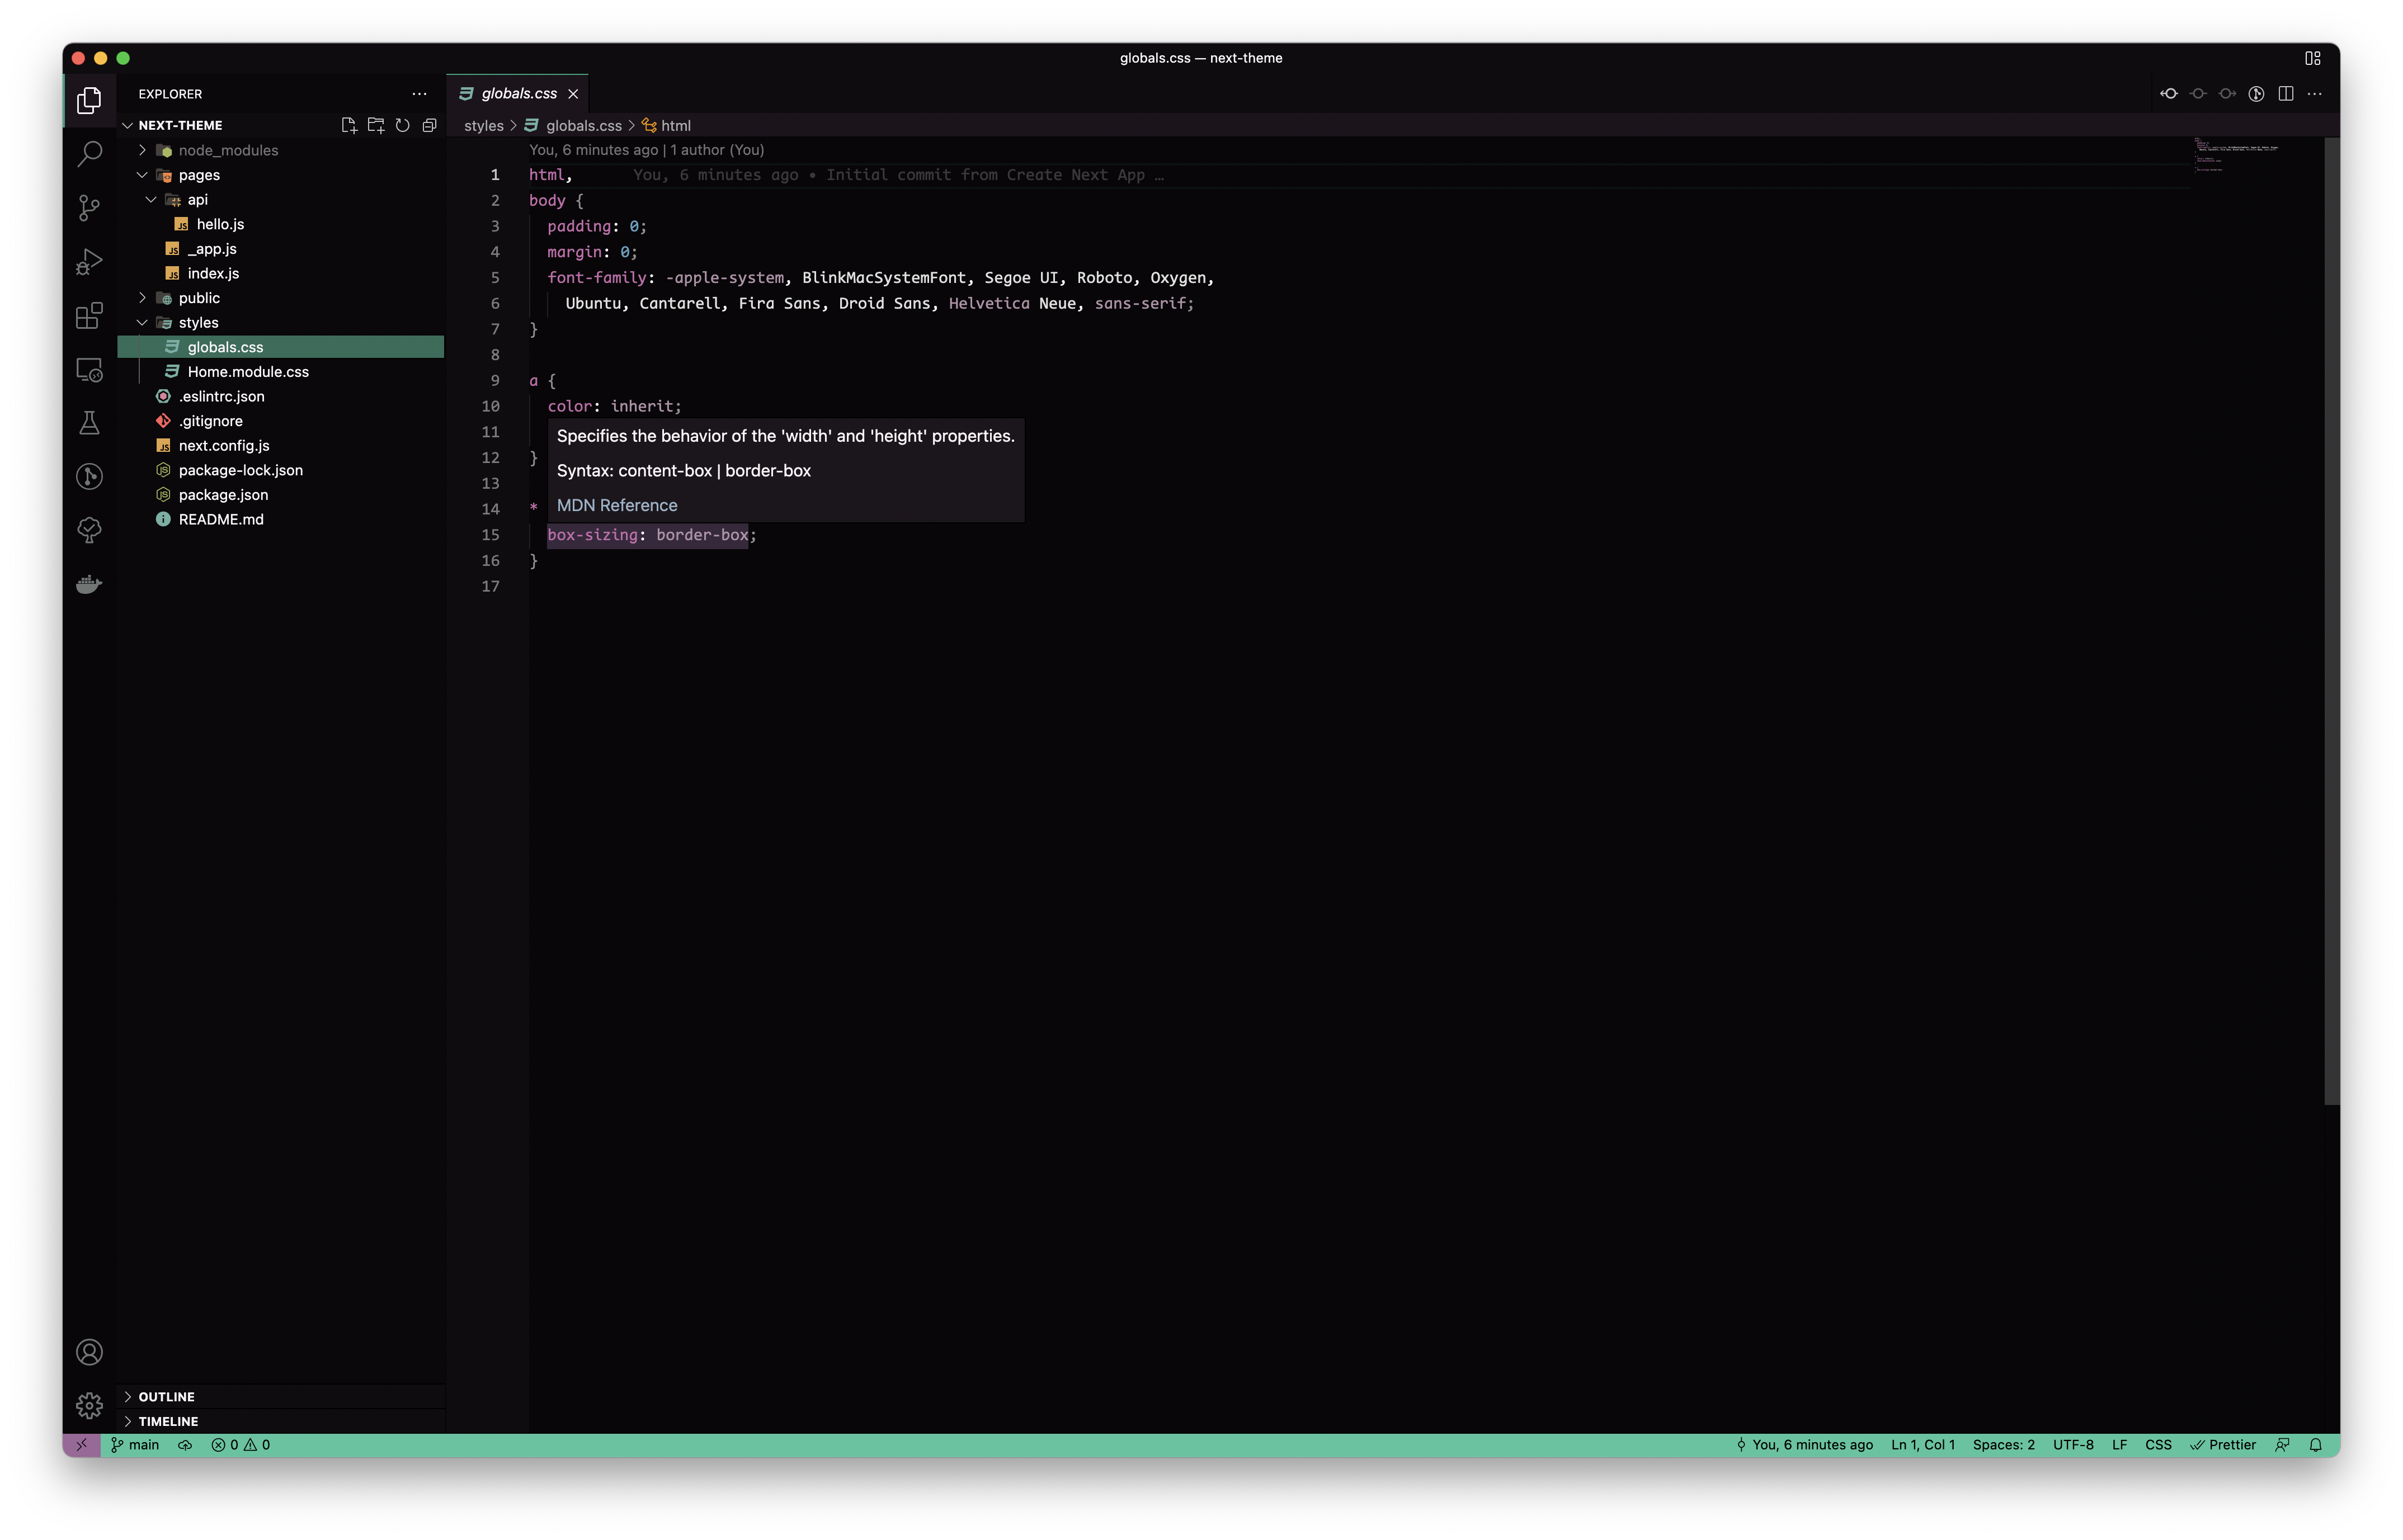 globals.css — next-theme
EXPLORER
NEXT-THEME
node_modules
pages
api
hello.js
_app.js
index.js
public
styles
globals.css
Home.module.css
.eslintrc.json
.gitignore
next.config.js
package-lock.json
package.json
README.md
OUTLINE
TIMELINE
globals.css
styles > globals.css > html
You, 6 minutes ago | 1 author (You)
1 html, You, 6 minutes ago • Initial commit from Create Next App …
2 body {
3 padding: 0;
4 margin: 0;
5 font-family: -apple-system, BlinkMacSystemFont, Segoe UI, Roboto, Oxygen,
6 Ubuntu, Cantarell, Fira Sans, Droid Sans, Helvetica Neue, sans-serif;
7 }
8
9 a {
10 color: inherit;
11
12 }
13
14 *
15 box-sizing: border-box;
16 }
17
Specifies the behavior of the 'width' and 'height' properties.
Syntax: content-box | border-box
MDN Reference
main 0 0 You, 6 minutes ago Ln 1, Col 1 Spaces: 2 UTF-8 LF CSS Prettier